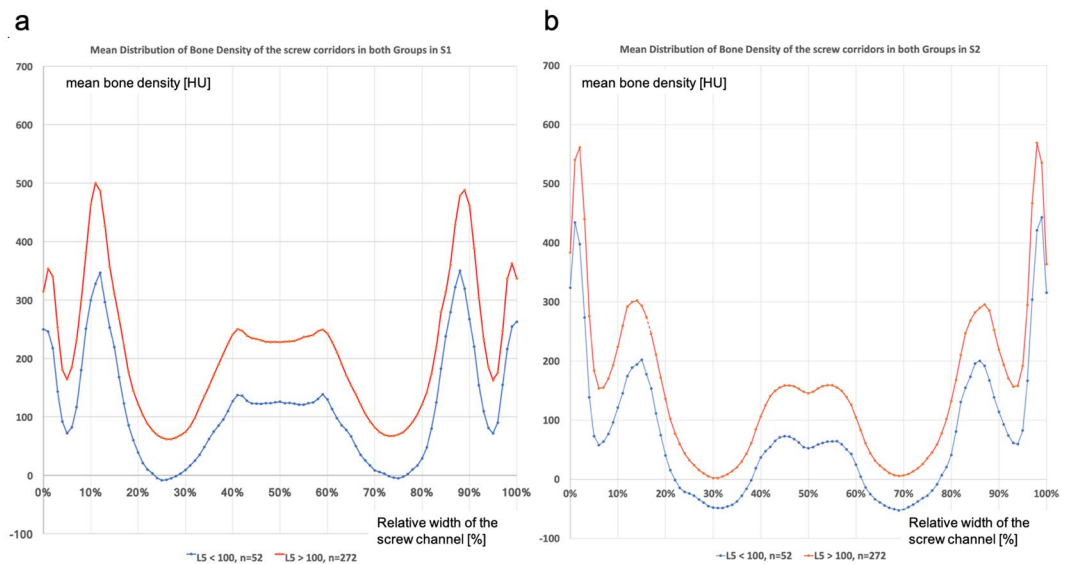 a
Mean Distribution of Bone Density of the screw corridors in both Groups in S1
700
mean bone density [HU]
600
500
400
300
200
100
0
0% 10% 20% 30% 40% 50% 60% 70% 80% 90% 100%
Relative width of the
screw channel [%]
-100
L5 < 100, n=52 L5 > 100, n=272
b
Mean Distribution of Bone Density of the screw corridors in both Groups in S2
700
mean bone density [HU]
600
500
400
300
200
100
0
0% 10% 20% 30% 40% 50% 60% 70% 80% 90% 100%
Relative width of the
screw channel [%]
-100
L5 < 100, n=52 L5 > 100, n=272